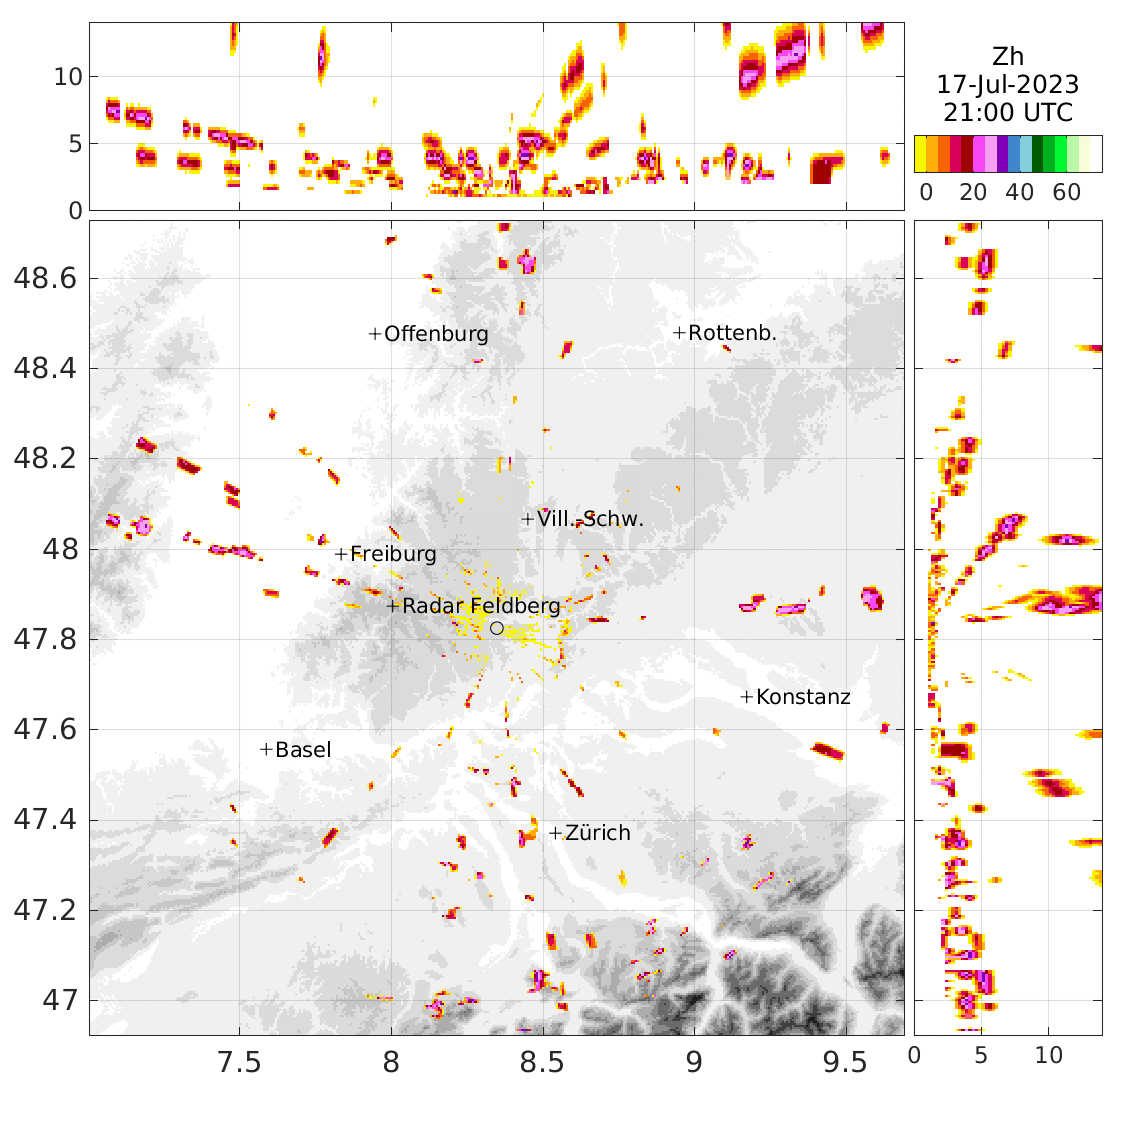 10
5
0
Zh
17-Jul-2023
21:00 UTC
0 20 40 60
48.6
48.4
48.2
48
47.8
47.6
47.4
47.2
47
+Offenburg
+Rottenb.
+Vill.-Schw.
+Freiburg
+Radar Feldberg
+Konstanz
+Basel
+Zürich
7.5 8 8.5 9 9.5
0 5 10